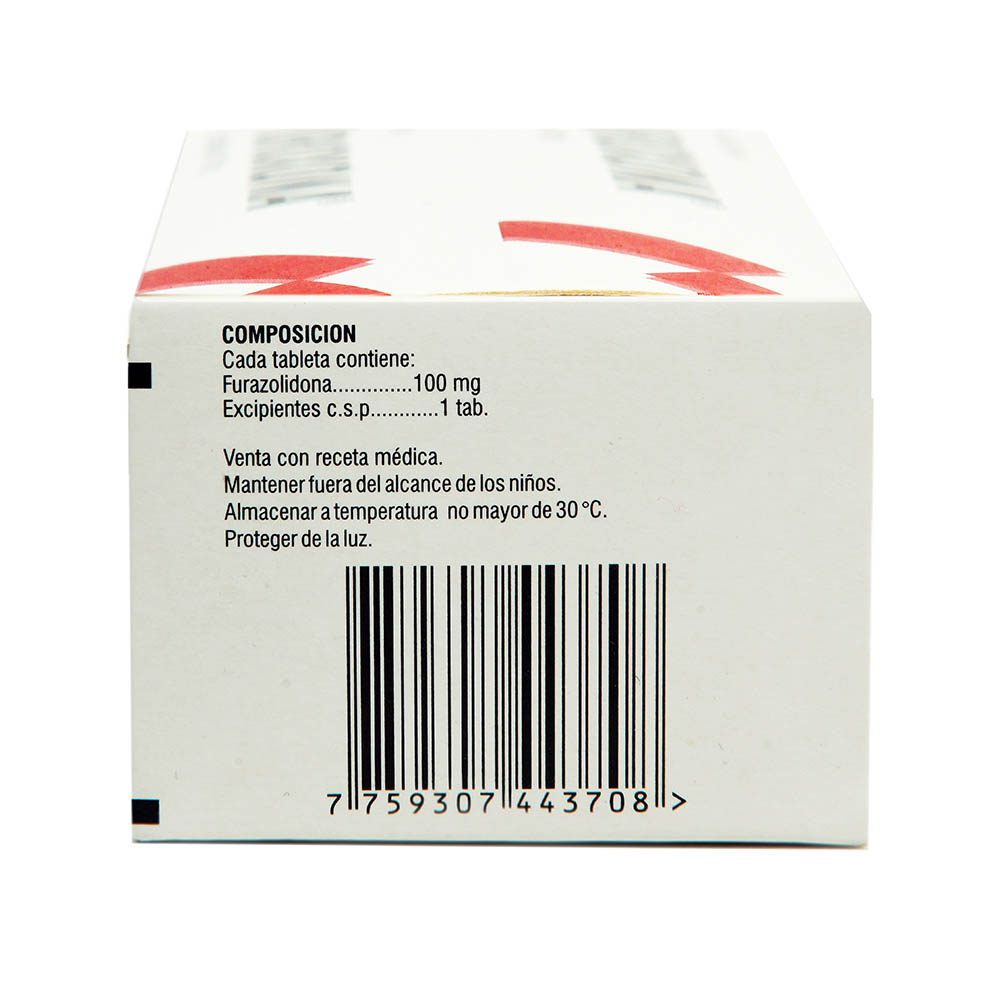 COMPOSICION
Cada tableta contiene:
Furazolidona.............100 mg
Excipientes c.s.p...........1 tab.
Venta con receta médica.
Mantener fuera del alcance de los niños.
Almacenar a temperatura no mayor de 30 °C.
Proteger de la luz.
7 759307 443708 >